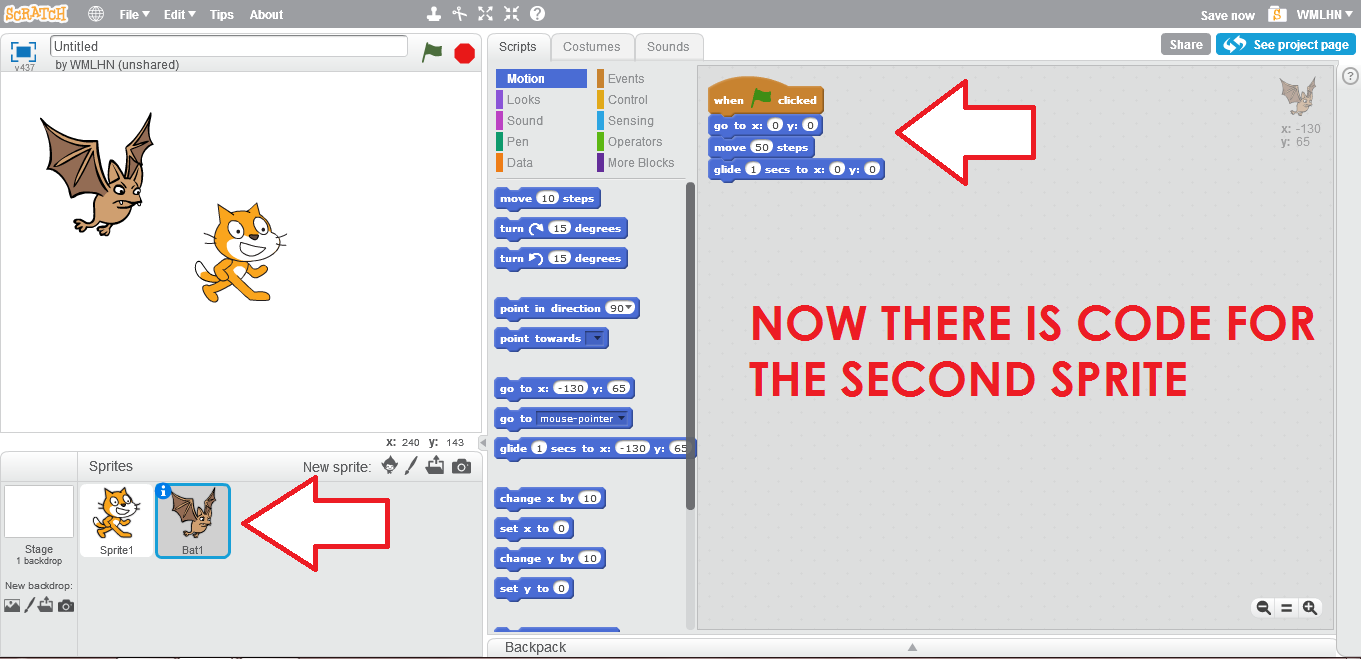 SCRATCH File Edit Tips About Save now S WMLHN
v437
Untitled
by WMLHN (unshared)
Scripts Costumes Sounds
Share See project page
Motion Events
Looks Control
Sound Sensing
Pen Operators
Data More Blocks
move 10 steps
turn 15 degrees
turn 15 degrees
point in direction 90
point towards
go to x: -130 y: 65
go to mouse-pointer
glide 1 secs to x: -130 y: 65
change x by 10
set x to 0
change y by 10
set y to 0
when clicked
go to x: 0 y: 0
move 50 steps
glide 1 secs to x: 0 y: 0
x: -130
y: 65
NOW THERE IS CODE FOR
THE SECOND SPRITE
x: 240 y: 143
Sprites New sprite:
Stage
1 backdrop
New backdrop:
Sprite1
Bat1
Backpack